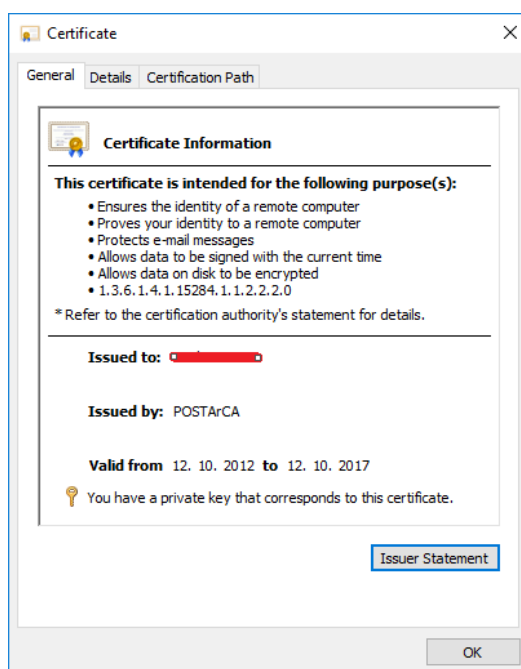 Certificate
General Details Certification Path
Certificate Information
This certificate is intended for the following purpose(s):
• Ensures the identity of a remote computer
• Proves your identity to a remote computer
• Protects e-mail messages
• Allows data to be signed with the current time
• Allows data on disk to be encrypted
• 1.3.6.1.4.1.15284.1.1.2.2.2.0
* Refer to the certification authority's statement for details.
Issued to:
Issued by: POSTArCA
Valid from 12. 10. 2012 to 12. 10. 2017
You have a private key that corresponds to this certificate.
Issuer Statement
OK